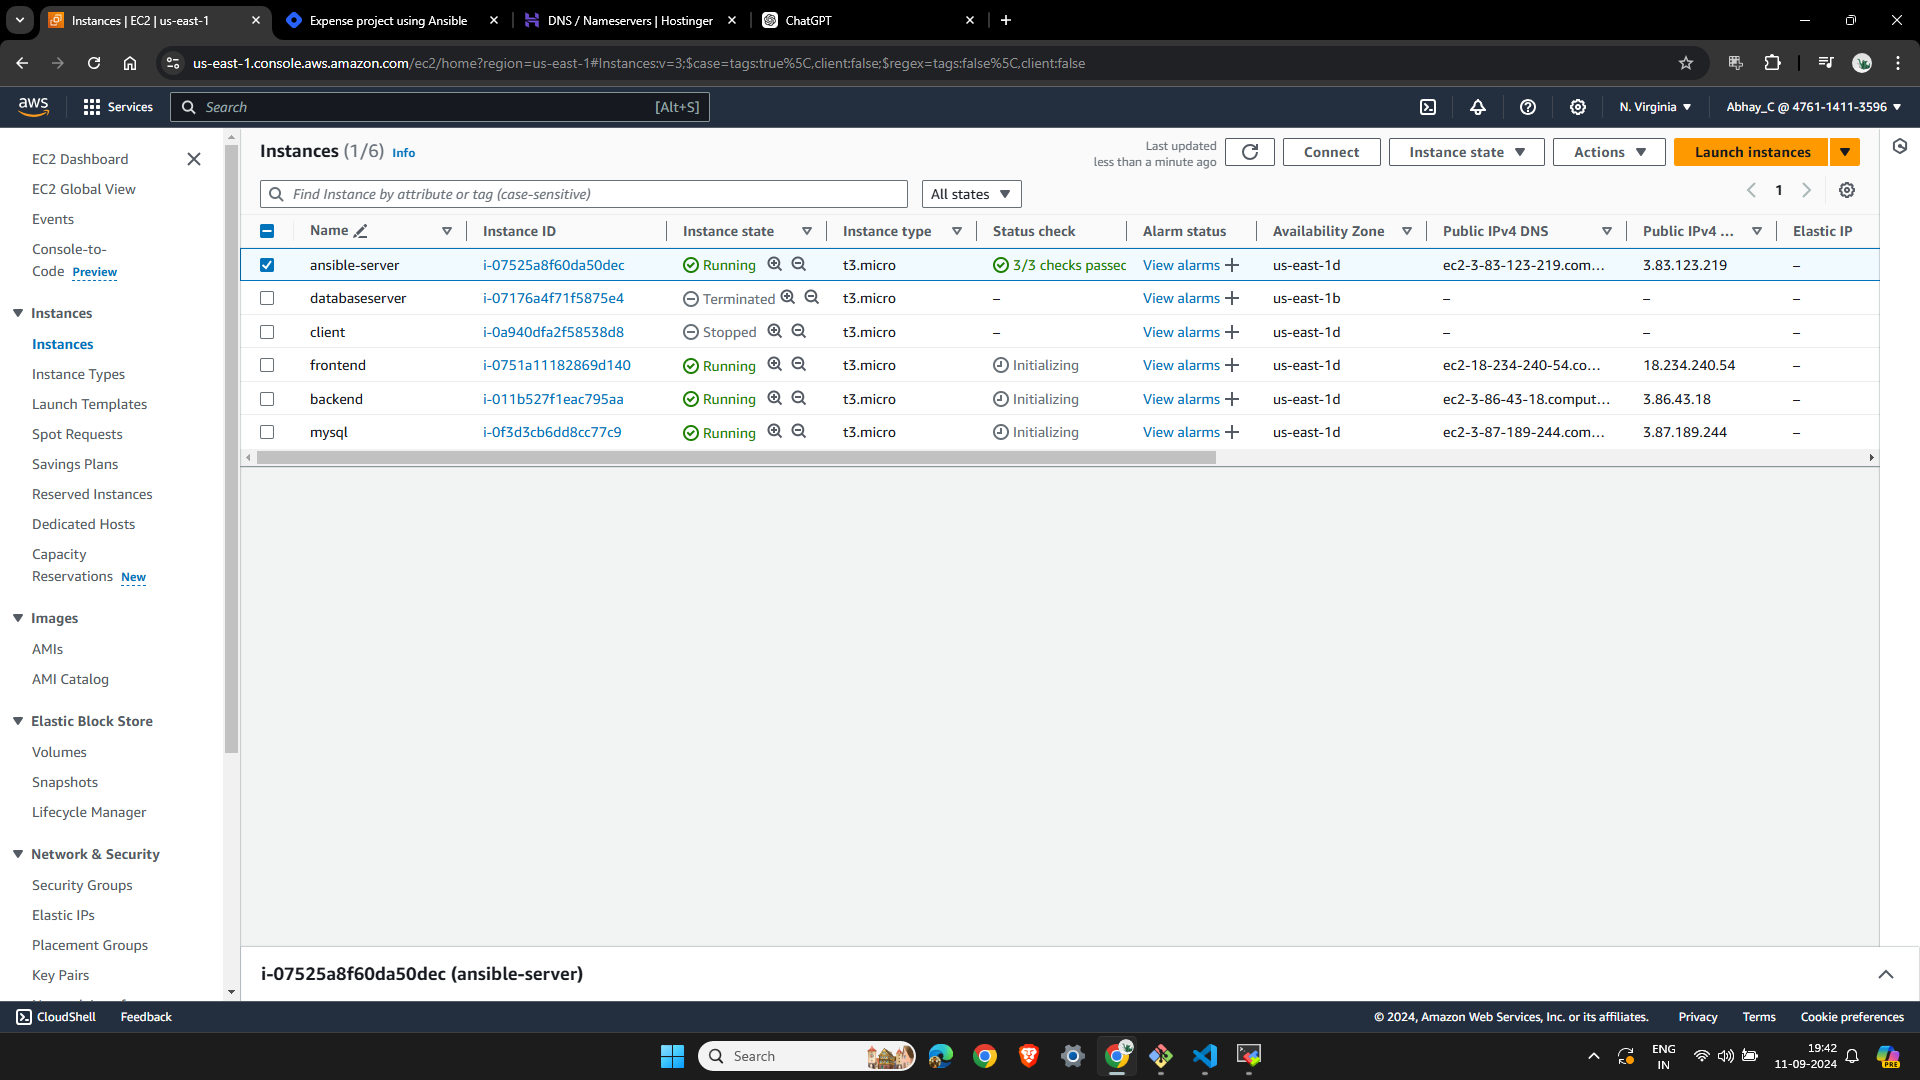 Instances | EC2 | us-east-1
Expense project using Ansible
DNS / Nameservers | Hostinger
ChatGPT
us-east-1.console.aws.amazon.com/ec2/home?region=us-east-1#Instances:v=3;$case=tags:true%5C,client:false;$regex=tags:false%5C,client:false
aws
Services
Search
[Alt+S]
N. Virginia
Abhay_C @ 4761-1411-3596
EC2 Dashboard
EC2 Global View
Events
Console-to-
Code Preview
Instances
Instances
Instance Types
Launch Templates
Spot Requests
Savings Plans
Reserved Instances
Dedicated Hosts
Capacity
Reservations New
Images
AMIs
AMI Catalog
Elastic Block Store
Volumes
Snapshots
Lifecycle Manager
Network & Security
Security Groups
Elastic IPs
Placement Groups
Key Pairs
Instances (1/6) Info
Last updated
less than a minute ago
Connect
Instance state
Actions
Launch instances
Find Instance by attribute or tag (case-sensitive)
All states
1
Name Instance ID Instance state Instance type Status check Alarm status Availability Zone Public IPv4 DNS Public IPv4 ... Elastic IP
ansible-server i-07525a8f60da50dec Running t3.micro 3/3 checks passec View alarms + us-east-1d ec2-3-83-123-219.com... 3.83.123.219 –
databaseserver i-07176a4f71f5875e4 Terminated t3.micro – View alarms + us-east-1b – – –
client i-0a940dfa2f58538d8 Stopped t3.micro – View alarms + us-east-1d – – –
frontend i-0751a11182869d140 Running t3.micro Initializing View alarms + us-east-1d ec2-18-234-240-54.co... 18.234.240.54 –
backend i-011b527f1eac795aa Running t3.micro Initializing View alarms + us-east-1d ec2-3-86-43-18.comput... 3.86.43.18 –
mysql i-0f3d3cb6dd8cc77c9 Running t3.micro Initializing View alarms + us-east-1d ec2-3-87-189-244.com... 3.87.189.244 –
i-07525a8f60da50dec (ansible-server)
CloudShell
Feedback
© 2024, Amazon Web Services, Inc. or its affiliates.
Privacy
Terms
Cookie preferences
Search
ENG
IN
19:42
11-09-2024
PRE